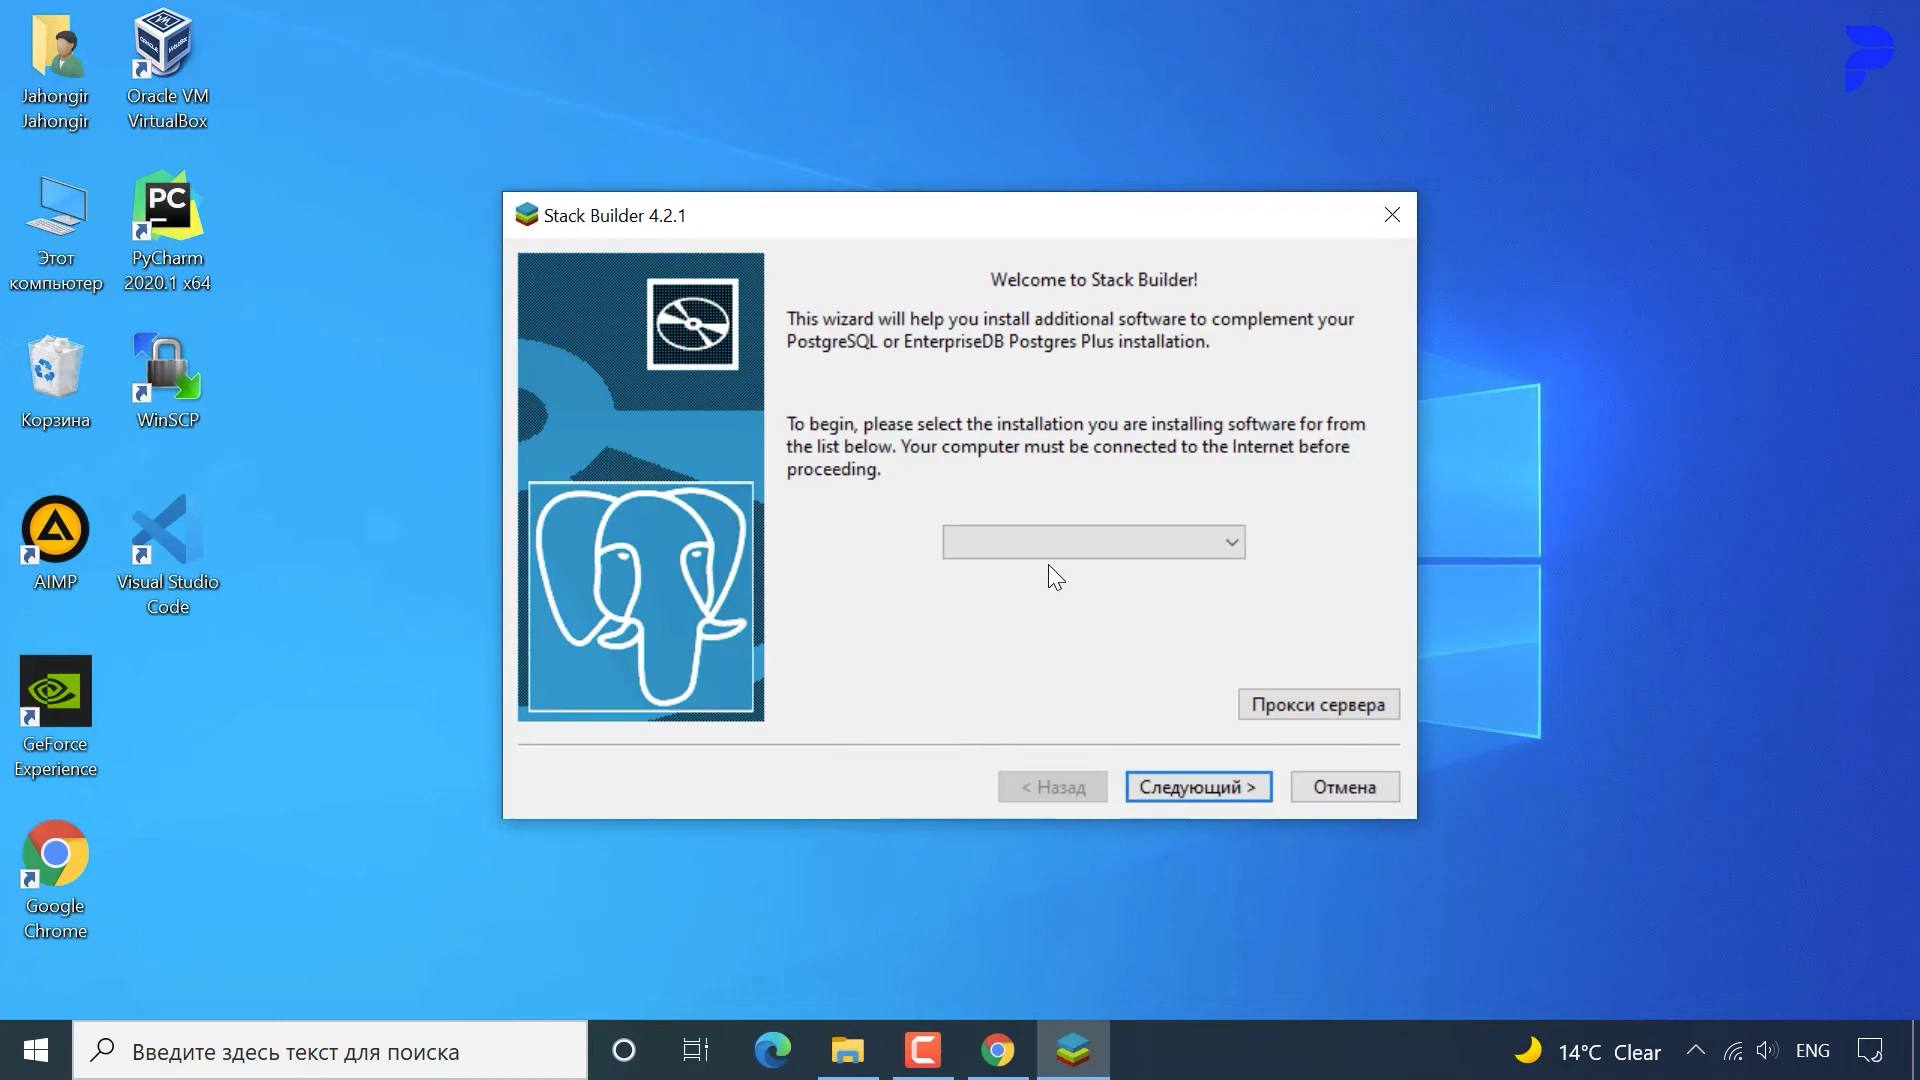 Jahongir
Jahongir
Oracle VM
VirtualBox
Этот
компьютер
PC
PyCharm
2020.1 x64
Корзина
WinSCP
AIMP
Visual Studio
Code
GeForce
Experience
Google
Chrome
Stack Builder 4.2.1
Welcome to Stack Builder!
This wizard will help you install additional software to complement your
PostgreSQL or EnterpriseDB Postgres Plus installation.
To begin, please select the installation you are installing software for from
the list below. Your computer must be connected to the Internet before
proceeding.
Прокси сервера
< Назад
Следующий >
Отмена
Введите здесь текст для поиска
14°C Clear
ENG